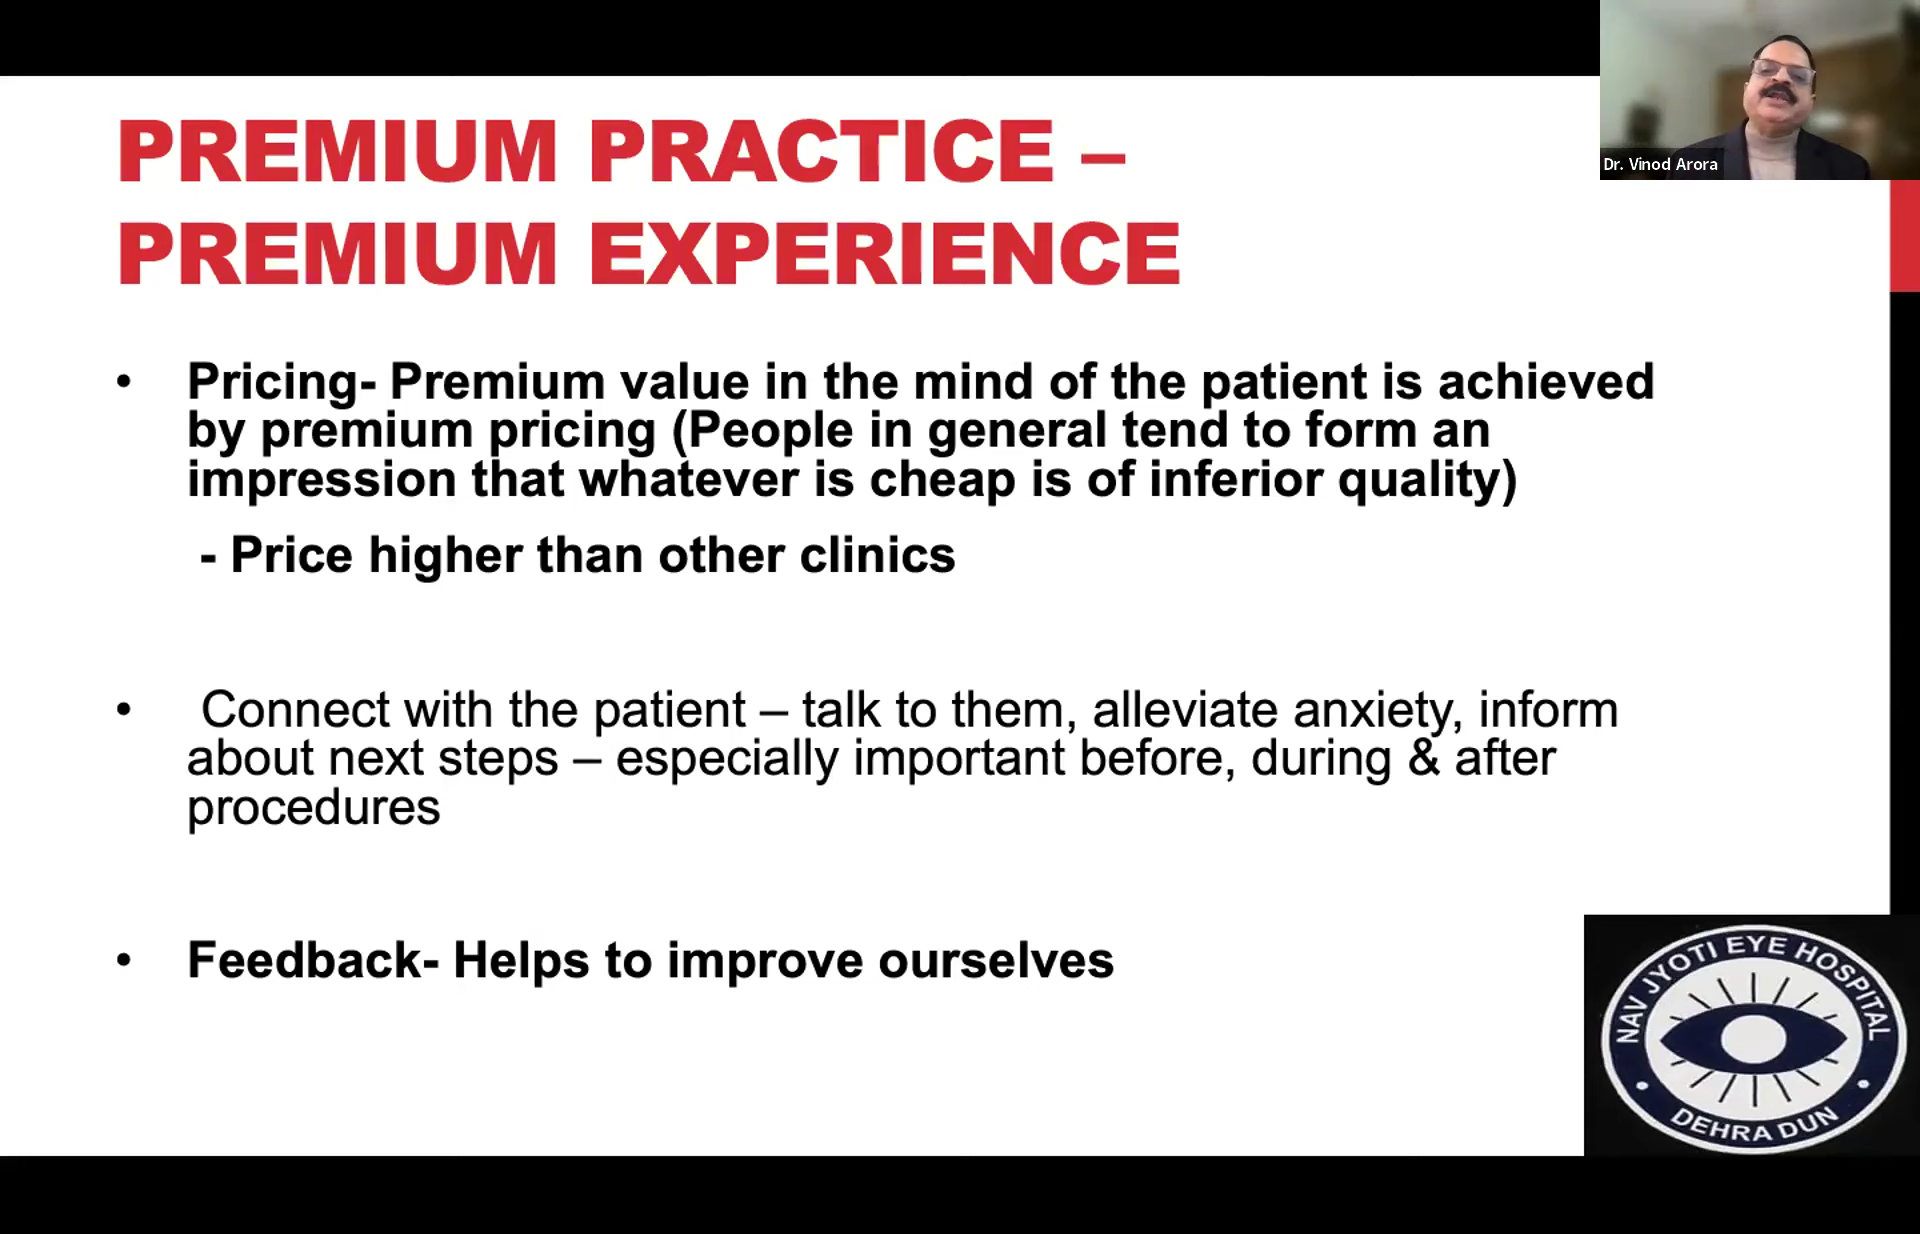 PREMIUM PRACTICE –
PREMIUM EXPERIENCE
Dr. Vinod Arora
• Pricing- Premium value in the mind of the patient is achieved
by premium pricing (People in general tend to form an
impression that whatever is cheap is of inferior quality)
- Price higher than other clinics
• Connect with the patient – talk to them, alleviate anxiety, inform
about next steps – especially important before, during & after
procedures
• Feedback- Helps to improve ourselves
NAV JYOTI EYE HOSPITAL
• DEHRA DUN •